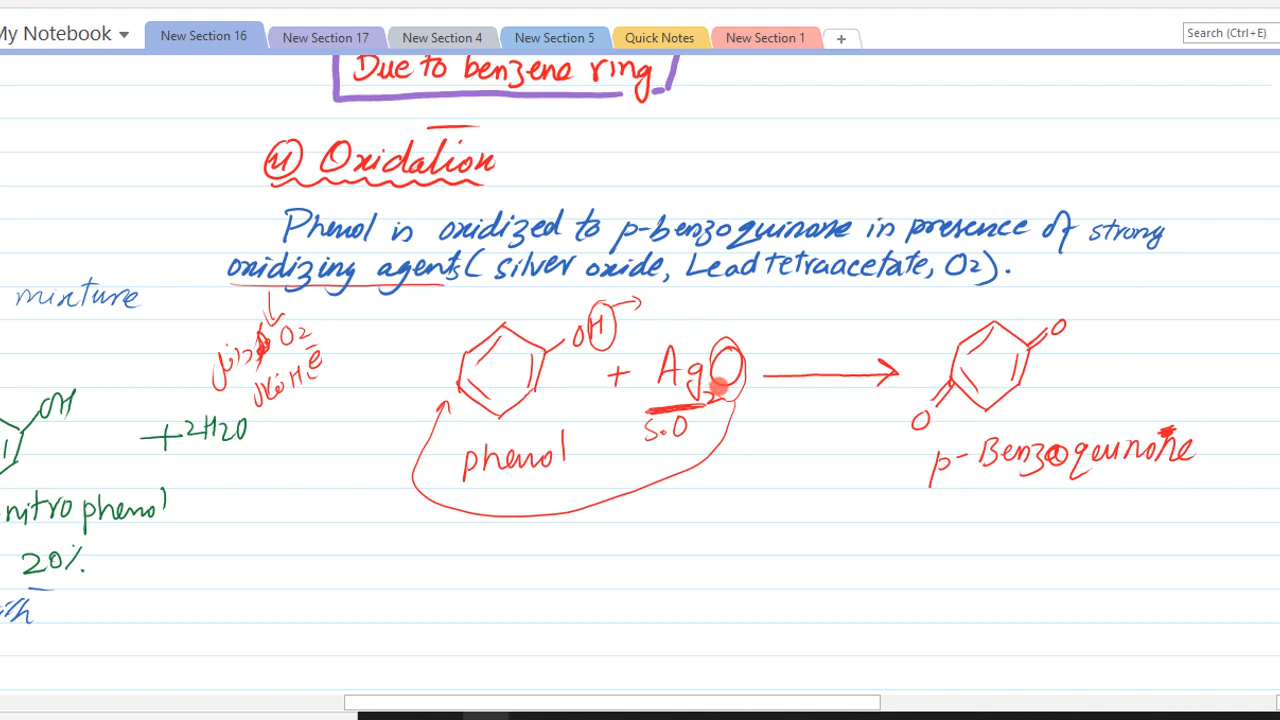 My Notebook
New Section 16
New Section 17
New Section 4
New Section 5
Quick Notes
New Section 1
+
Search (Ctrl+E)
Due to benzene ring
Oxidation
Phenol is oxidized to p-benzoquinone in presence of strong
oxidizing agents (silver oxide, Lead tetraacetate, O2).
mixture
O2
OH + Ag2O
O
O
S.O
phenol
p-Benzoquinone
OH
+ 2H2O
nitro phenol
20%